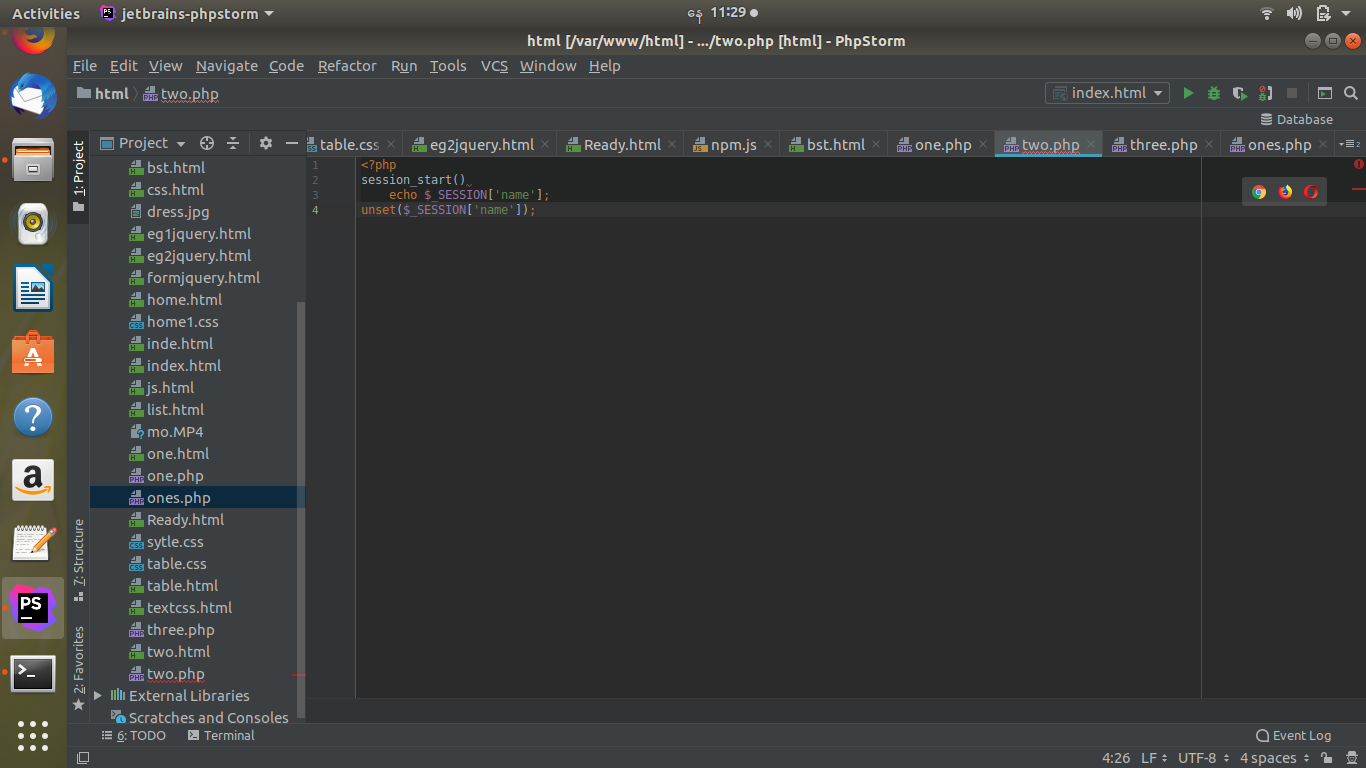 Activities
jetbrains-phpstorm
နေ 11:29
html [/var/www/html] - .../two.php [html] - PhpStorm
File Edit View Navigate Code Refactor Run Tools VCS Window Help
html two.php
index.html
Database
Project
table.css
eg2jquery.html
Ready.html
npm.js
bst.html
one.php
two.php
three.php
ones.php
2
1: Project
7: Structure
2: Favorites
bst.html
css.html
dress.jpg
eg1jquery.html
eg2jquery.html
formjquery.html
home.html
home1.css
inde.html
index.html
js.html
list.html
mo.MP4
one.html
one.php
ones.php
Ready.html
sytle.css
table.css
table.html
textcss.html
three.php
two.html
two.php
External Libraries
Scratches and Consoles
1 <?php
2 session_start()
3 echo $_SESSION['name'];
4 unset($_SESSION['name']);
6: TODO
Terminal
Event Log
4:26 LF UTF-8 4 spaces